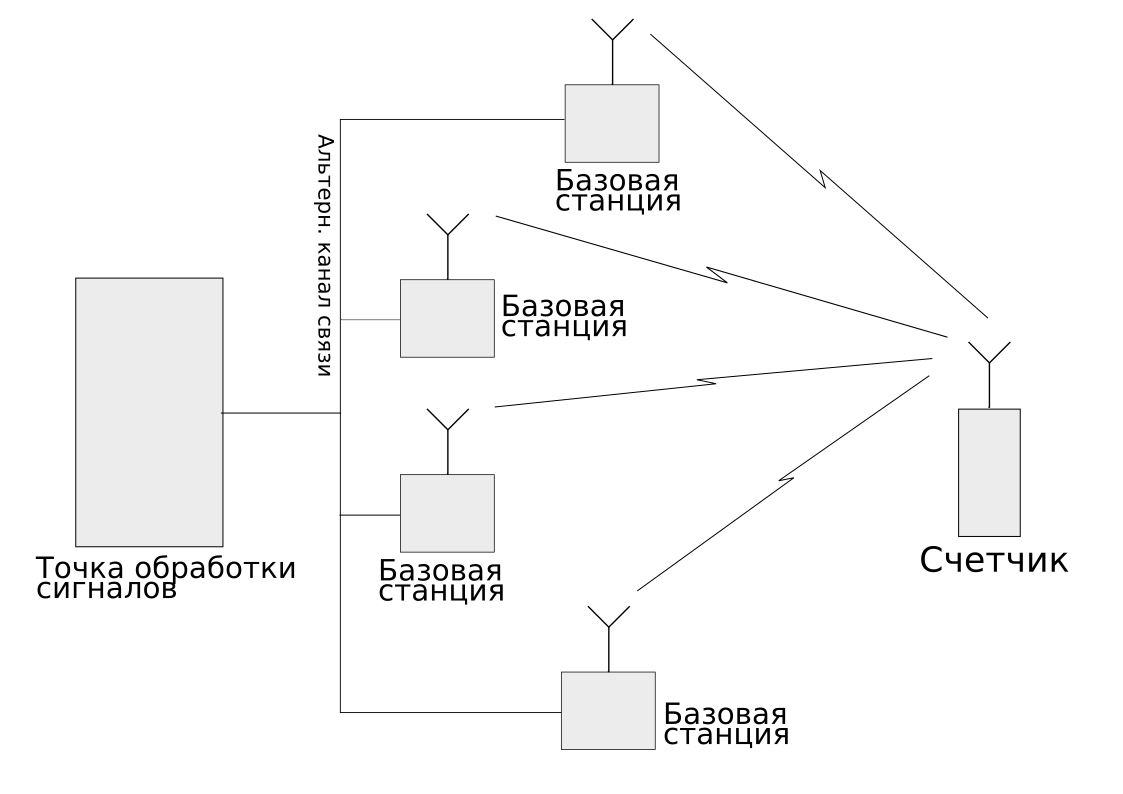 Базовая
станция
Альтерн. канал связи
Базовая
станция
Точка обработки
сигналов
Базовая
станция
Счетчик
Базовая
станция